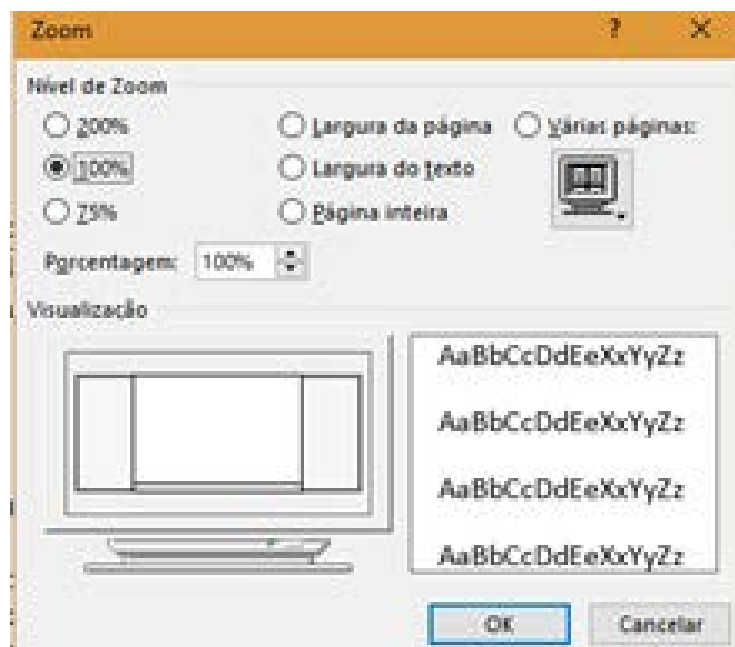 Zoom ? ✕
Nível de Zoom
200% Largura da página Várias páginas:
100% Largura do texto
75% Página inteira
Porcentagem: 100%
Visualização
AaBbCcDdEeXxYyZz
AaBbCcDdEeXxYyZz
AaBbCcDdEeXxYyZz
AaBbCcDdEeXxYyZz
OK Cancelar